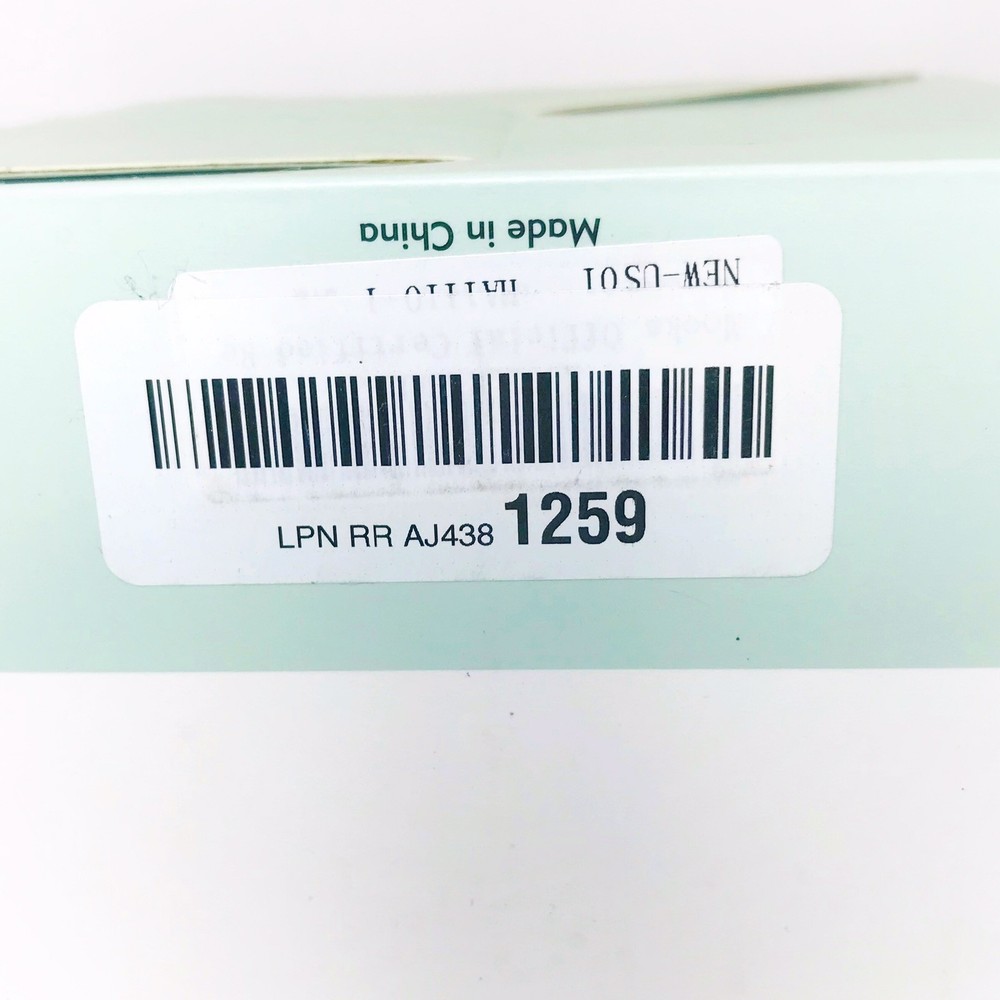 Made in China
NEW-US01
LPN RR AJ438 1259